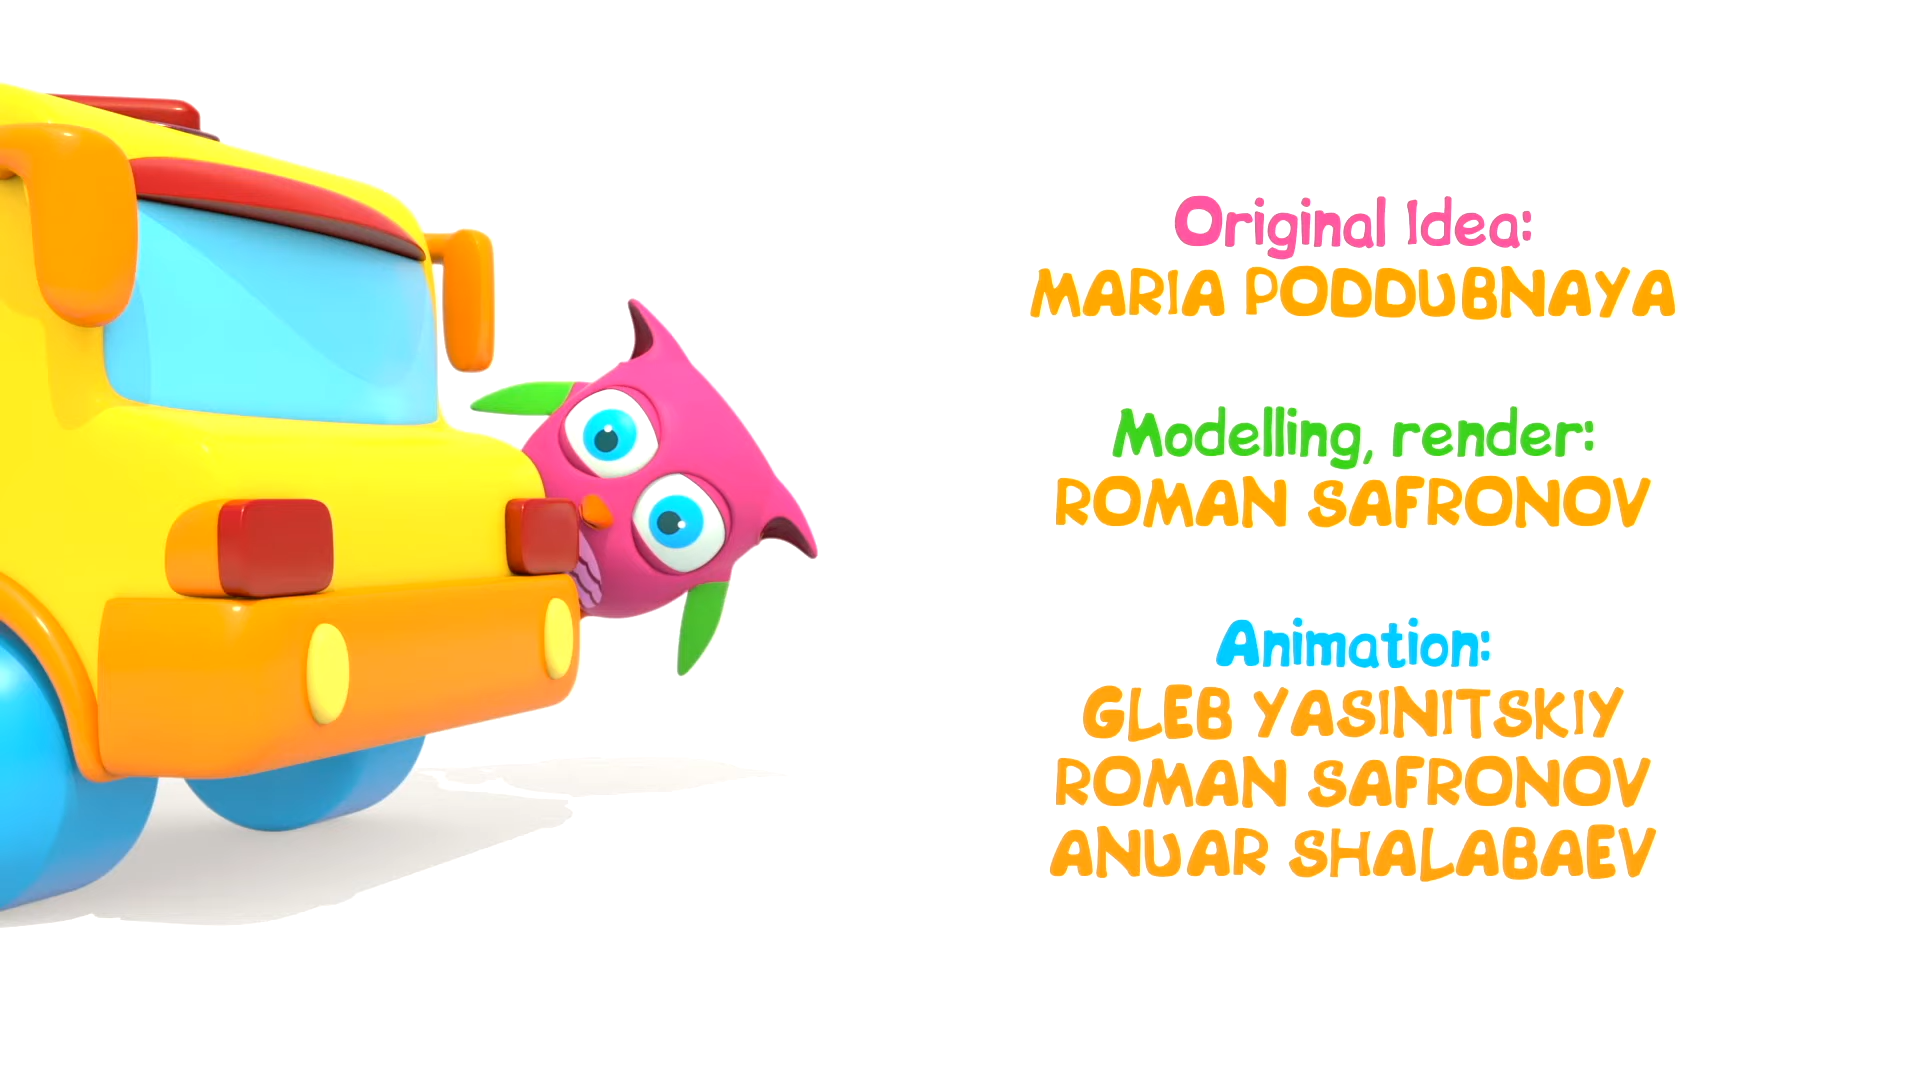 Original Idea:
MARIA PODDUBNAYA
Modelling, render:
ROMAN SAFRONOV
Animation:
GLEB YASINITSKIY
ROMAN SAFRONOV
ANUAR SHALABAEV